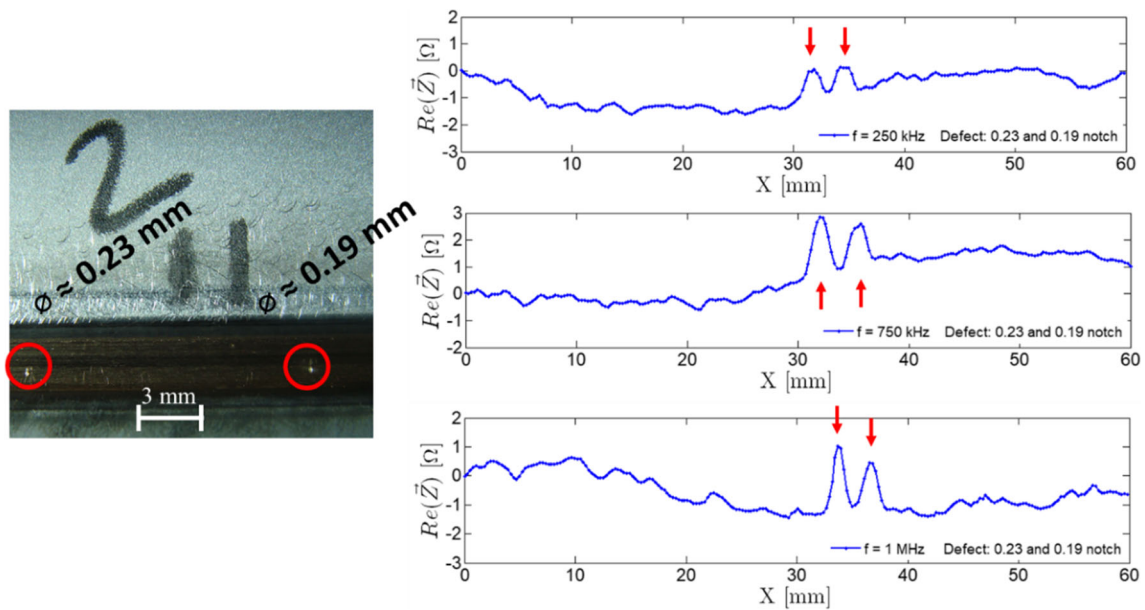 2
11
ø ≈ 0.23 mm
ø ≈ 0.19 mm
3 mm
Re(Z⃗) [Ω]
2
1
0
-1
-2
-3
0 10 20 30 40 50 60
X [mm]
f = 250 kHz Defect: 0.23 and 0.19 notch
Re(Z⃗) [Ω]
3
2
1
0
-1
-2
0 10 20 30 40 50 60
X [mm]
f = 750 kHz Defect: 0.23 and 0.19 notch
Re(Z⃗) [Ω]
2
1
0
-1
-2
-3
0 10 20 30 40 50 60
X [mm]
f = 1 MHz Defect: 0.23 and 0.19 notch